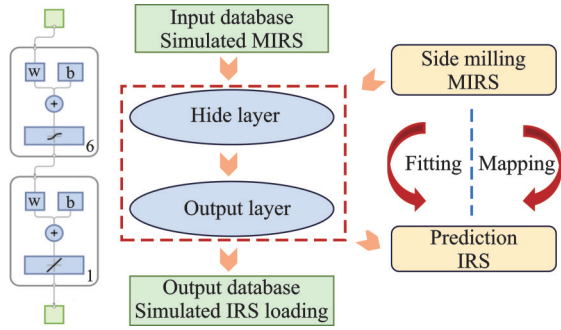 Input database
Simulated MIRS
Side milling
MIRS
w
b
+
6
Hide layer
Fitting
Mapping
Output layer
w
b
+
1
Prediction
IRS
Output database
Simulated IRS loading